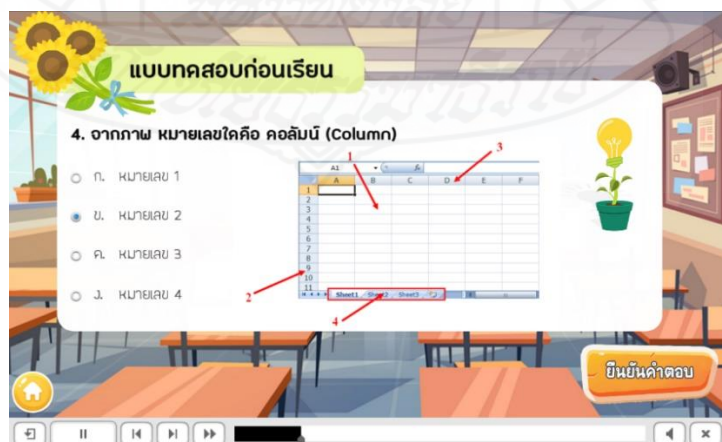 แบบทดสอบก่อนเรียน
4. จากภาพ หมายเลขใดคือ คอลัมน์ (Column)
ก. หมายเลข 1
ข. หมายเลข 2
ค. หมายเลข 3
ง. หมายเลข 4
1
3
A1
A B C D E F
1
2
3
4
5
6
7
8
9
10
11
2
Sheet1 Sheet2 Sheet3
4
ยืนยันคำตอบ